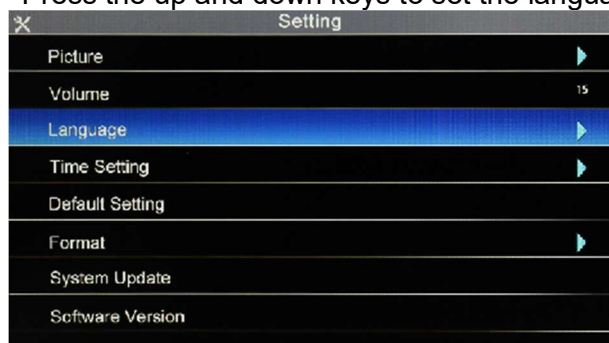 Press the up and down keys to set the langua
Setting
Picture
Volume 15
Language
Time Setting
Default Setting
Format
System Update
Software Version